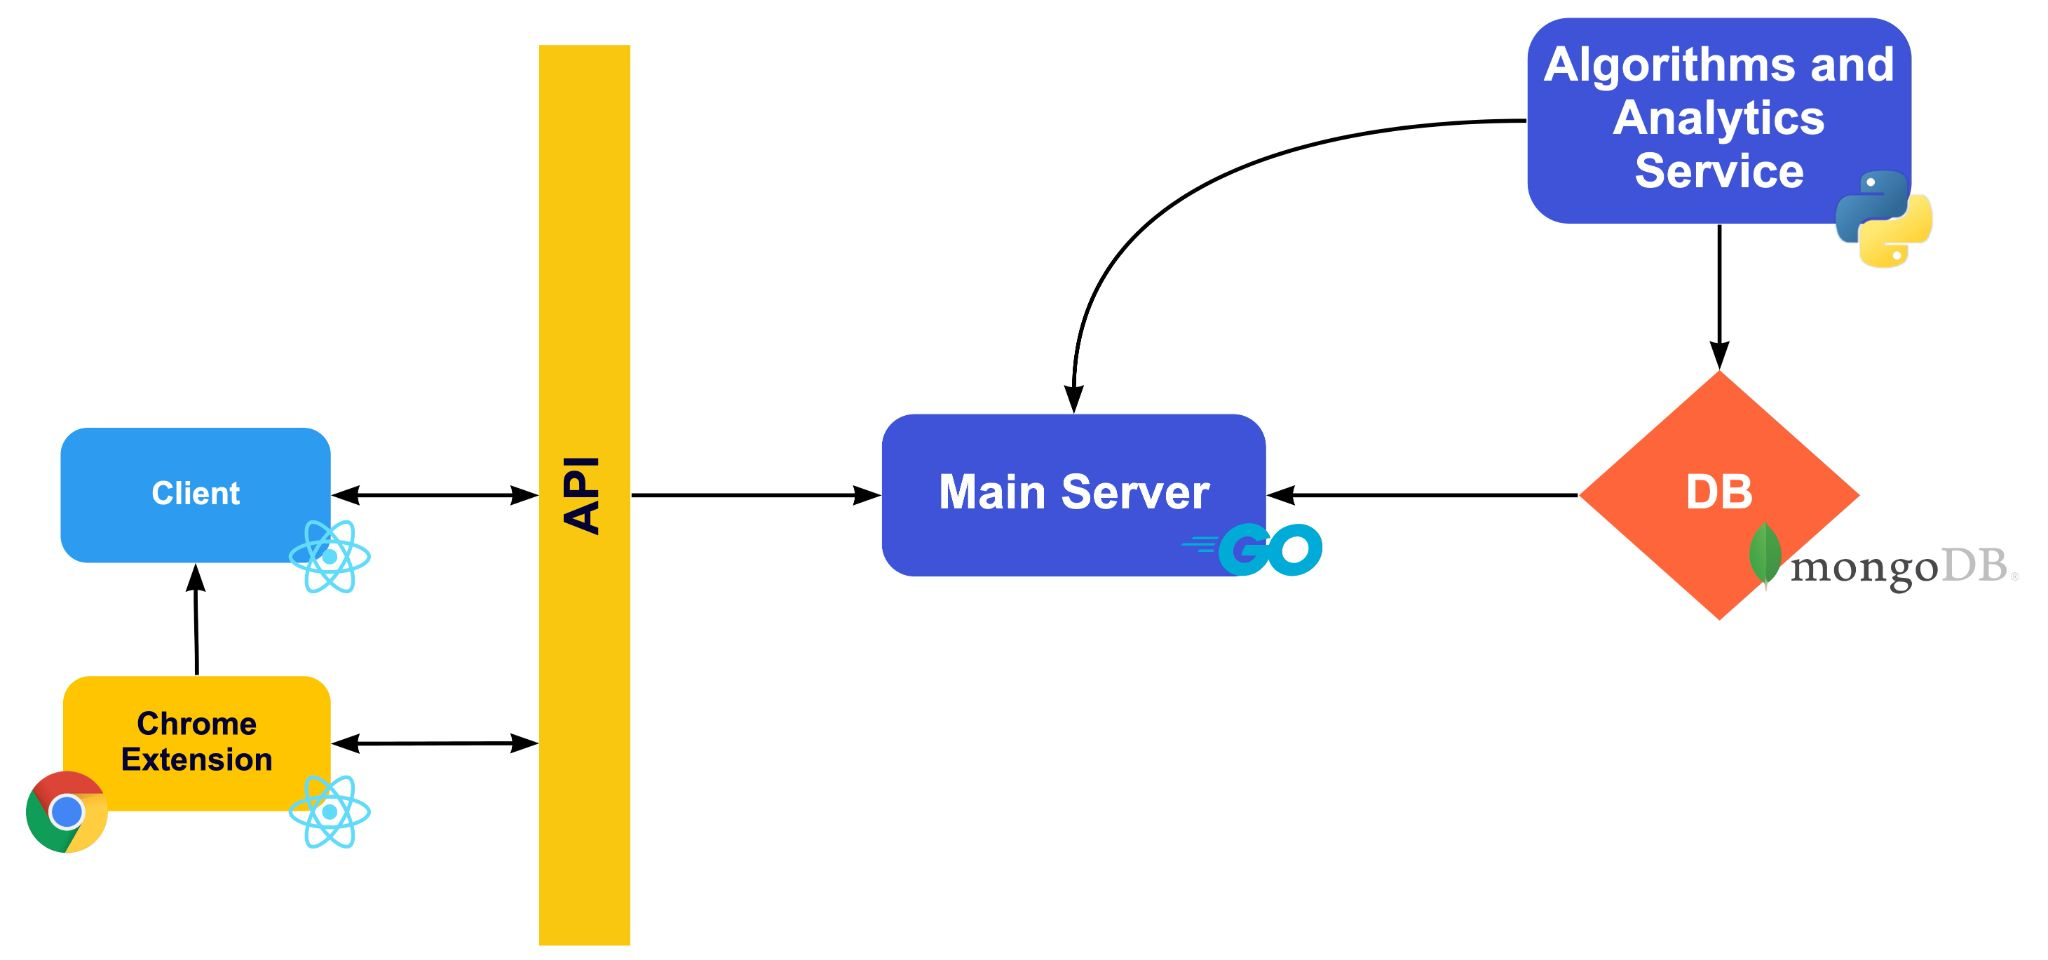 Algorithms and
Analytics
Service
API
Client
Main Server
GO
DB
mongoDB®
Chrome
Extension